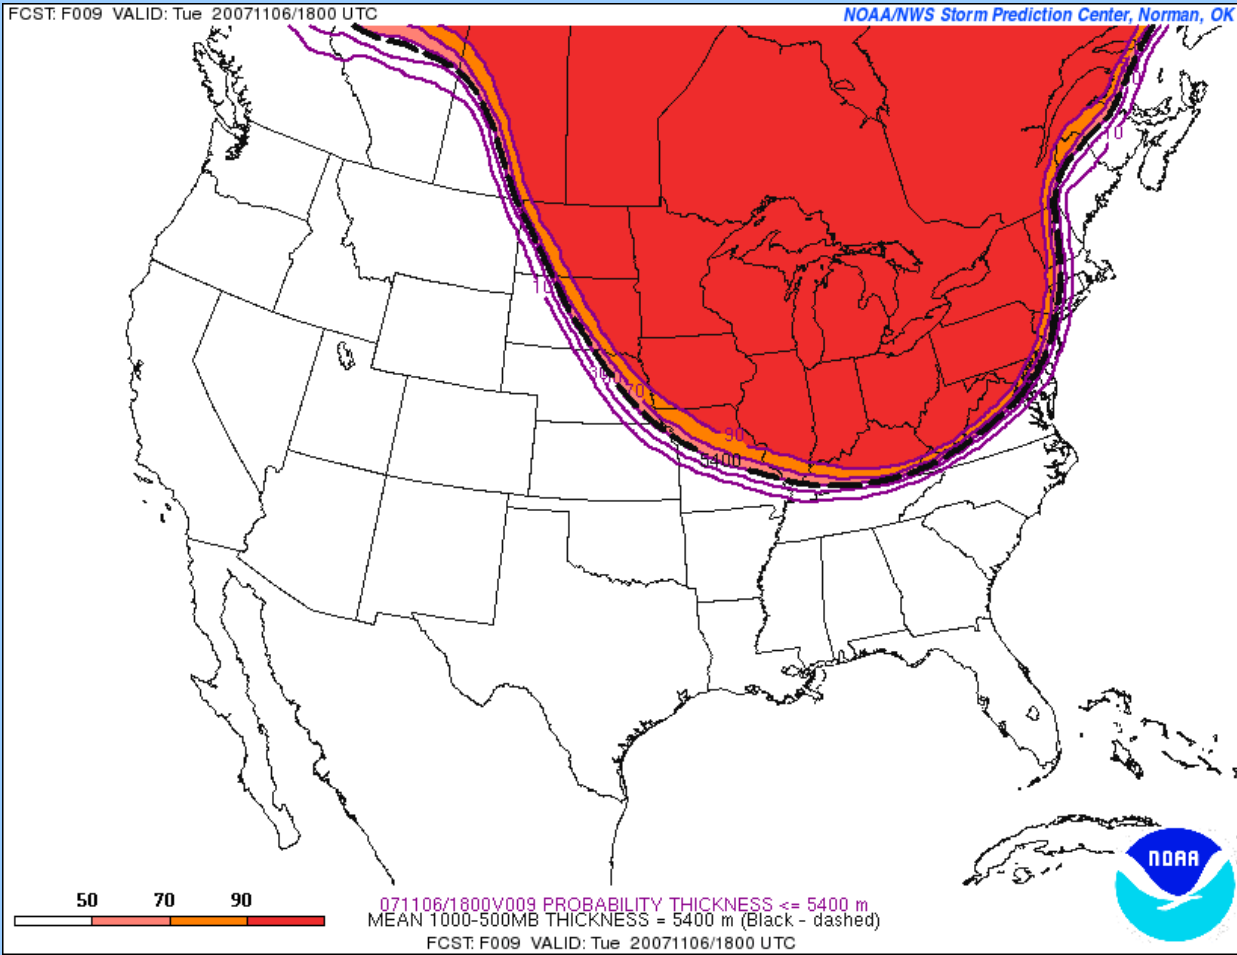 FCST: F009 VALID: Tue 20071106/1800 UTC
NOAA/NWS Storm Prediction Center, Norman, OK
10
10
70
90
5400
50 70 90
071106/1800V009 PROBABILITY THICKNESS <= 5400 m
MEAN 1000-500MB THICKNESS = 5400 m (Black - dashed)
FCST: F009 VALID: Tue 20071106/1800 UTC
NOAA